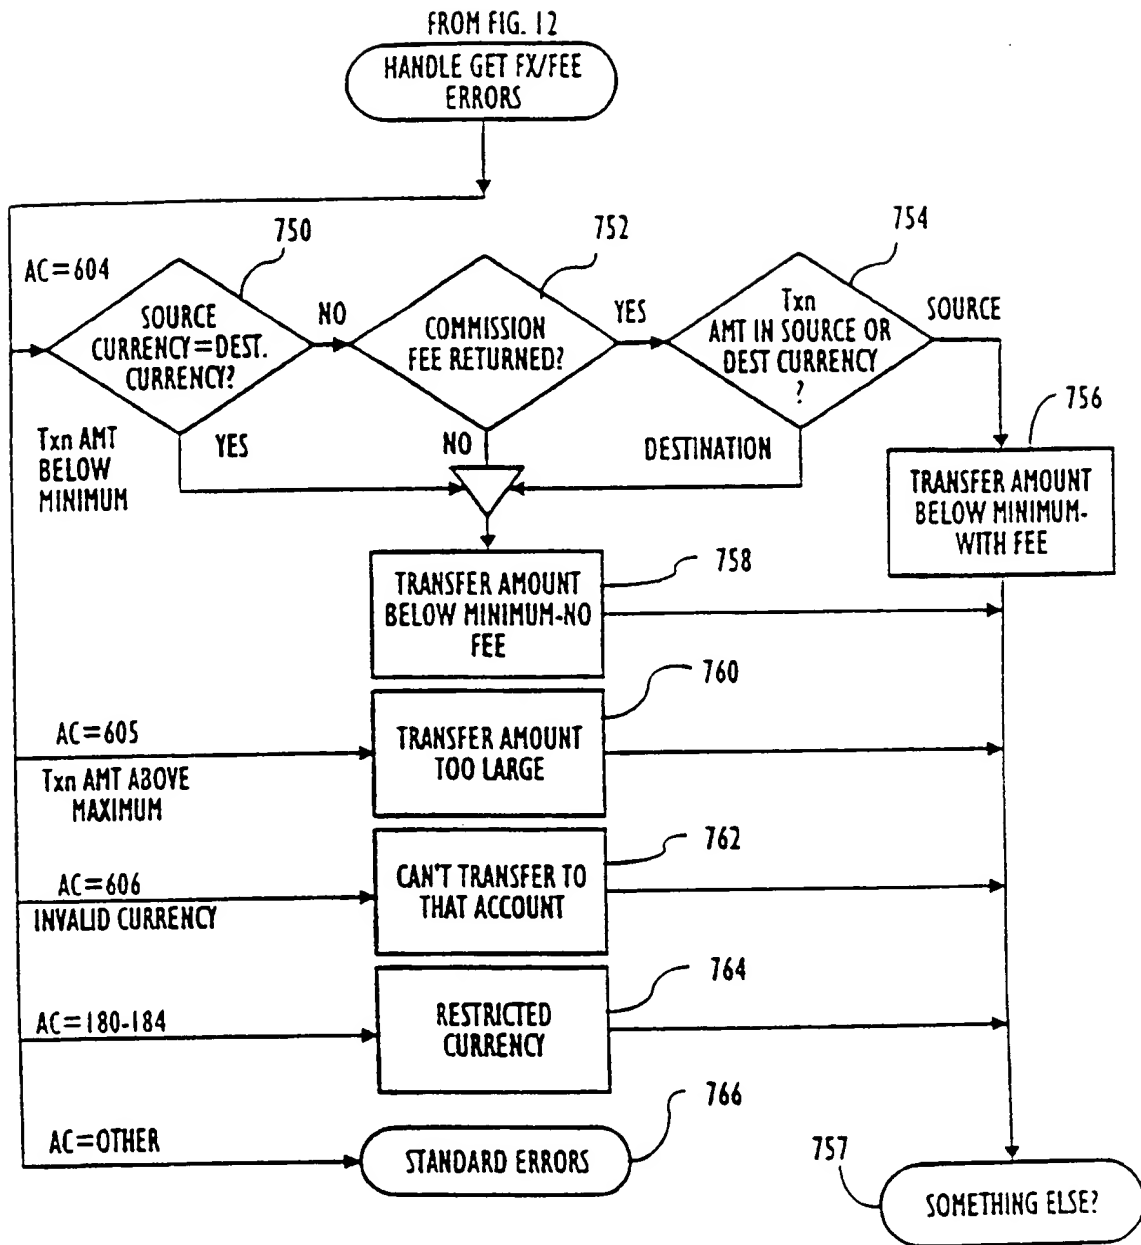 FROM FIG. 12
HANDLE GET FX/FEE
ERRORS
750
752
754
AC=604
SOURCE
CURRENCY=DEST.
CURRENCY?
NO
COMMISSION
FEE RETURNED?
YES
Txn
AMT IN SOURCE OR
DEST CURRENCY
?
SOURCE
756
Txn AMT
BELOW
MINIMUM
YES
NO
DESTINATION
TRANSFER AMOUNT
BELOW MINIMUM-
WITH FEE
758
TRANSFER AMOUNT
BELOW MINIMUM-NO
FEE
760
AC=605
Txn AMT ABOVE
MAXIMUM
TRANSFER AMOUNT
TOO LARGE
762
AC=606
INVALID CURRENCY
CAN'T TRANSFER TO
THAT ACCOUNT
764
AC=180-184
RESTRICTED
CURRENCY
766
AC=OTHER
STANDARD ERRORS
757
SOMETHING ELSE?